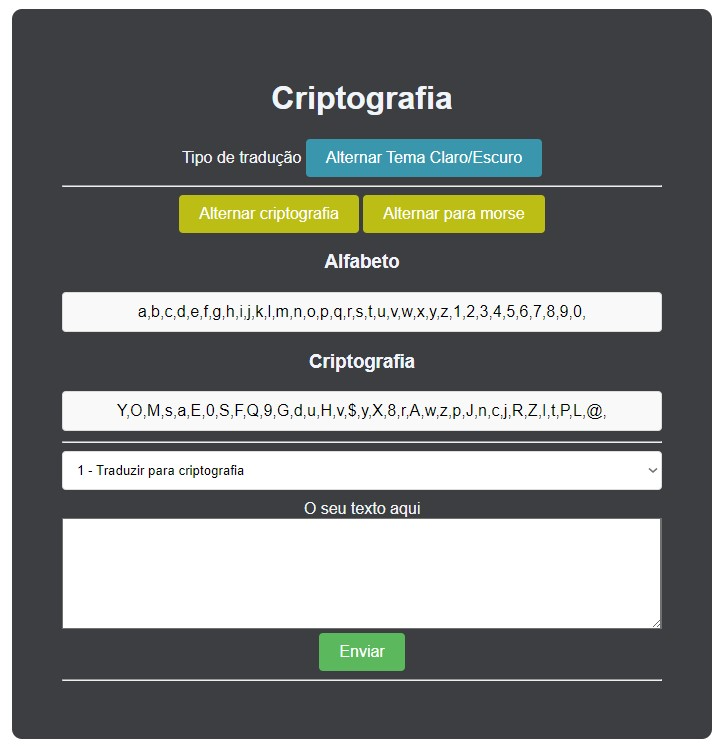 Criptografia
Tipo de tradução Alternar Tema Claro/Escuro
Alternar criptografia Alternar para morse
Alfabeto
a,b,c,d,e,f,g,h,i,j,k,l,m,n,o,p,q,r,s,t,u,v,w,x,y,z,1,2,3,4,5,6,7,8,9,0,
Criptografia
Y,O,M,s,a,E,0,S,F,Q,9,G,d,u,H,v,$,y,X,8,r,A,w,z,p,J,n,c,j,R,Z,l,t,P,L,@,
1 - Traduzir para criptografia
O seu texto aqui
Enviar